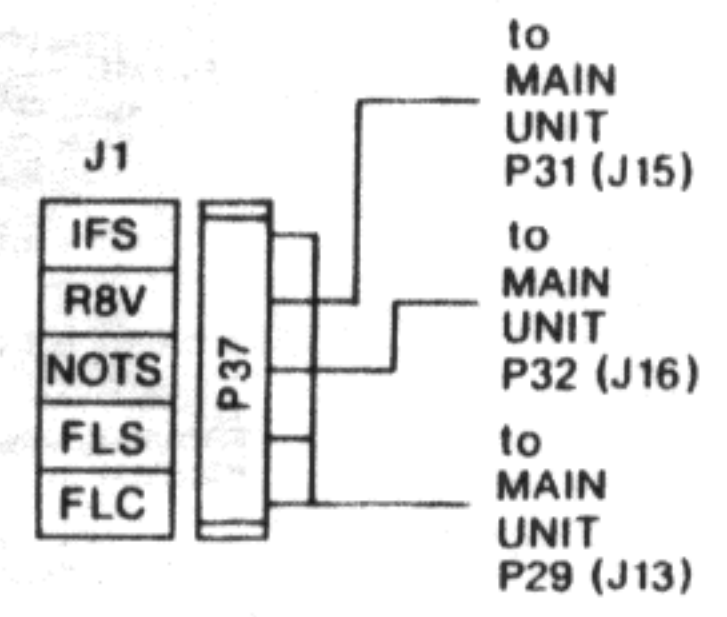 J1
IFS
R8V
NOTS
FLS
FLC
P37
to
MAIN
UNIT
P31 (J15)
to
MAIN
UNIT
P32 (J16)
to
MAIN
UNIT
P29 (J13)